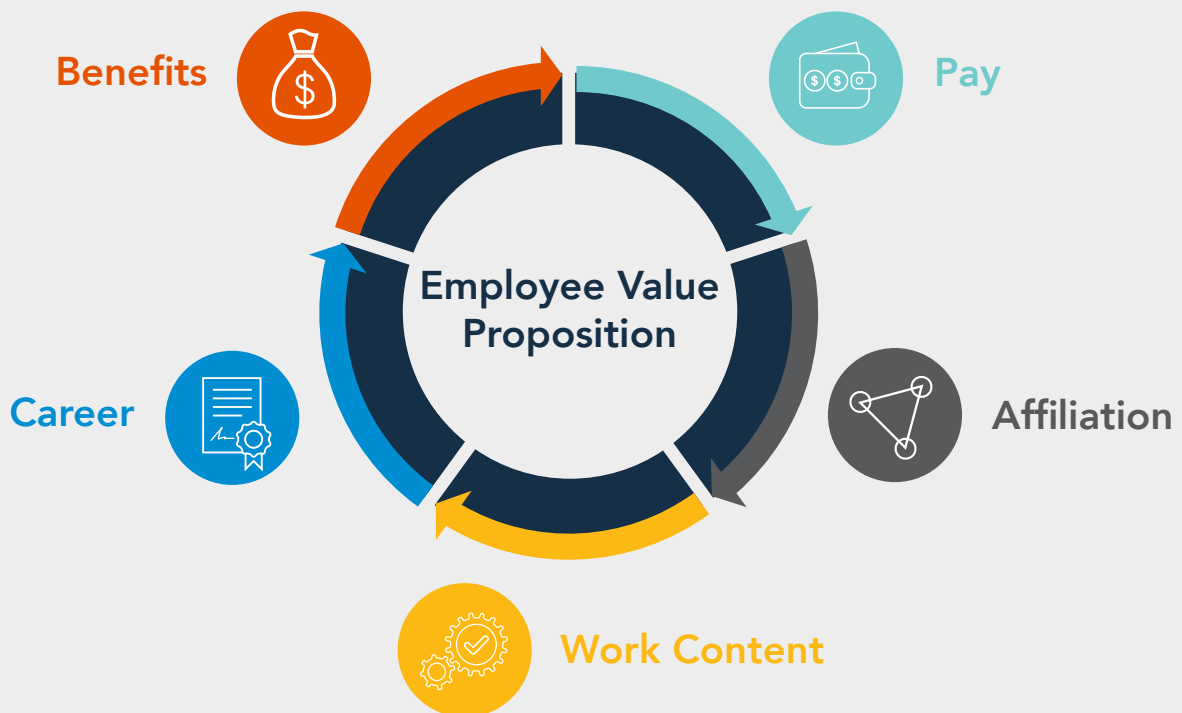 Benefits
Pay
Employee Value
Proposition
Career
Affiliation
Work Content
$
$ $